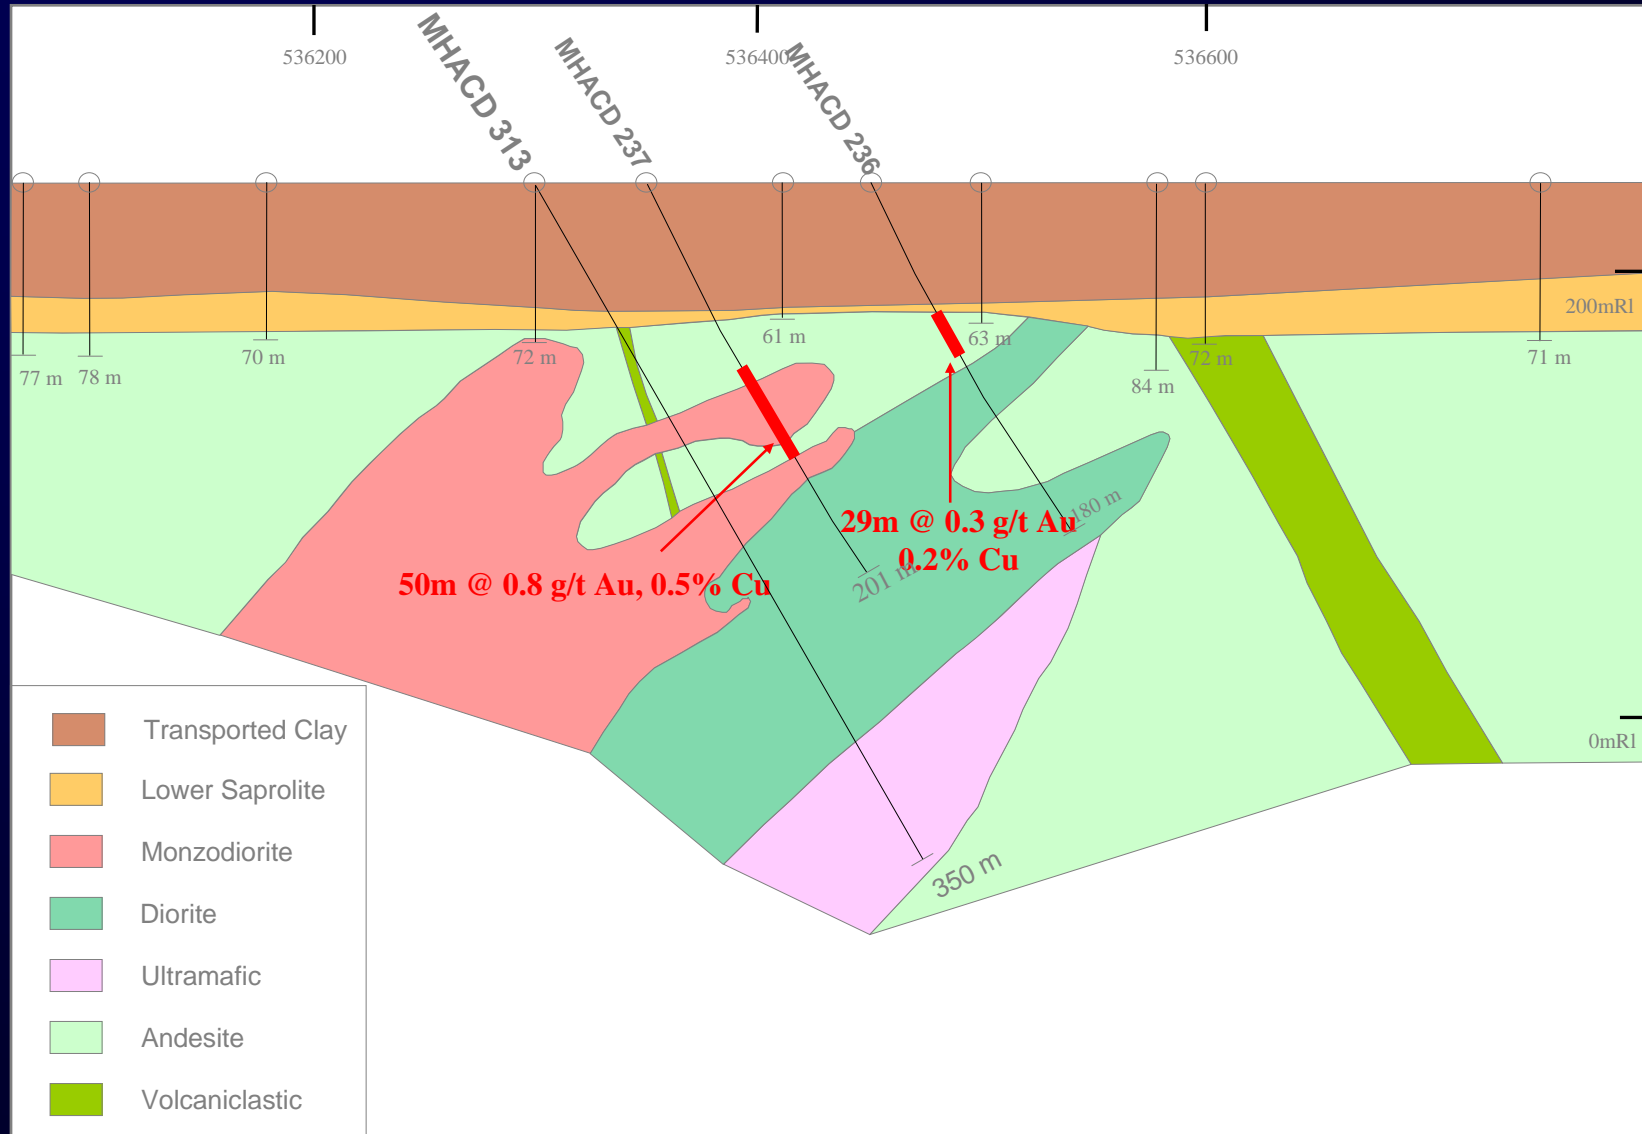 536200
536400
536600
MHACD 313
MHACD 237
MHACD 236
200mRl
61 m
63 m
70 m
72 m
72 m
71 m
77 m
78 m
84 m
180 m
29m @ 0.3 g/t Au
0.2% Cu
50m @ 0.8 g/t Au, 0.5% Cu
201 m
0mRl
350 m
Transported Clay
Lower Saprolite
Monzodiorite
Diorite
Ultramafic
Andesite
Volcaniclastic